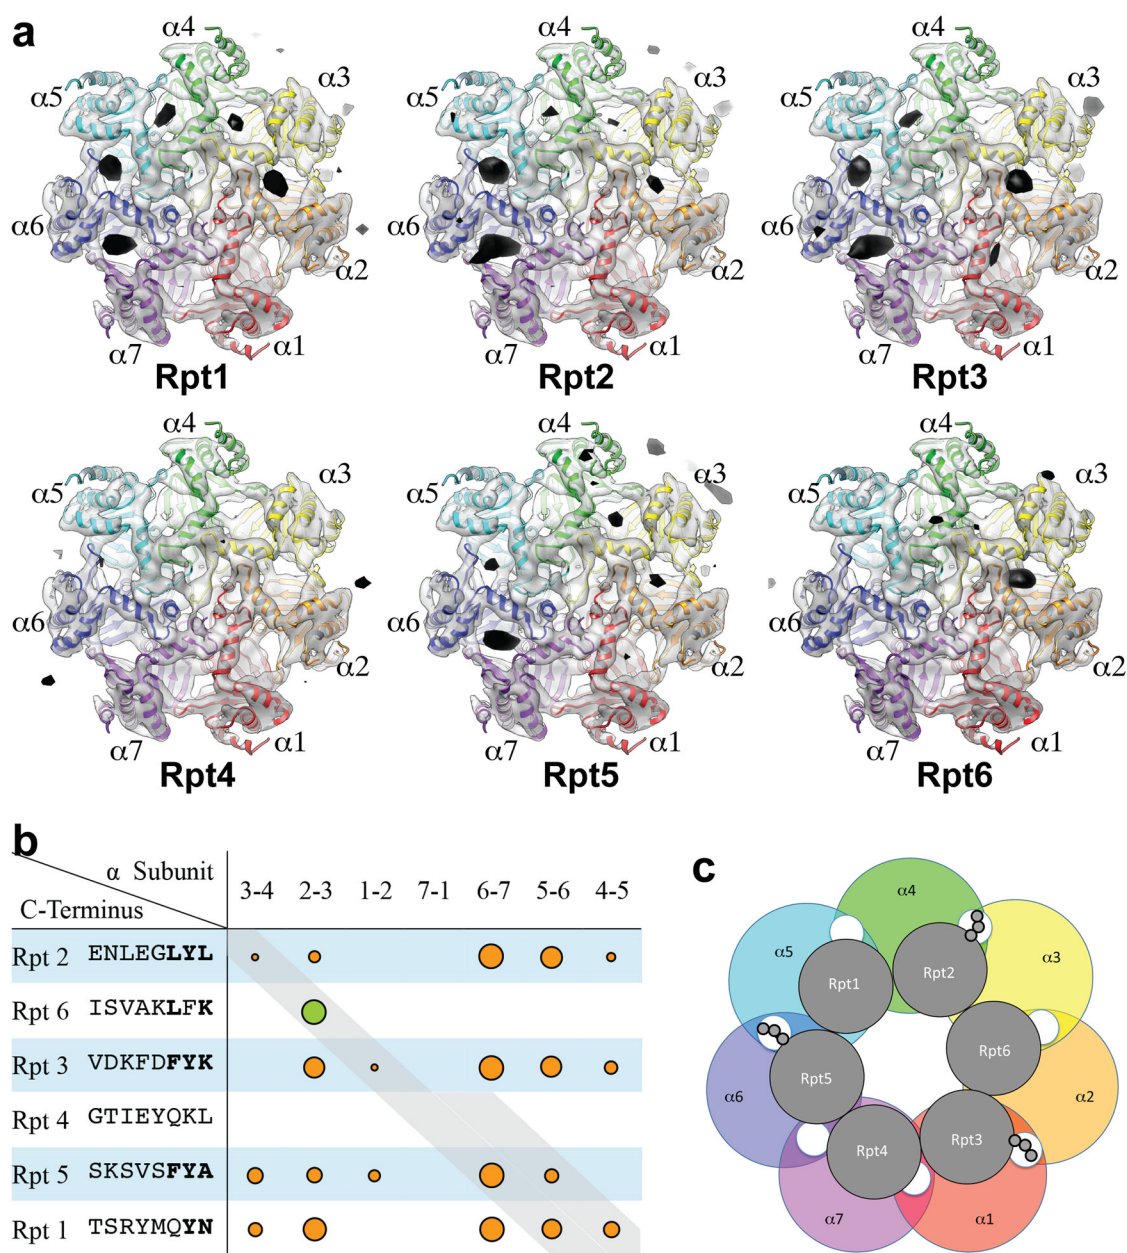 a
α4
α3
α5
α6
α2
α7
α1
Rpt1
α4
α3
α5
α6
α2
α7
α1
Rpt2
α4
α3
α5
α6
α2
α7
α1
Rpt3
α4
α3
α5
α6
α2
α7
α1
Rpt4
α4
α3
α5
α6
α2
α7
α1
Rpt5
α4
α3
α5
α6
α2
α7
α1
Rpt6
b
α Subunit
C-Terminus
3-4 2-3 1-2 7-1 6-7 5-6 4-5
Rpt 2 ENLEGLYL
Rpt 6 ISVAKLFK
Rpt 3 VDKFDFYK
Rpt 4 GTIEYQKL
Rpt 5 SKSVSFYA
Rpt 1 TSRYMQYN
c
α4
α5
α3
Rpt2
Rpt1
Rpt6
Rpt5
α6
α2
Rpt3
Rpt4
α7
α1